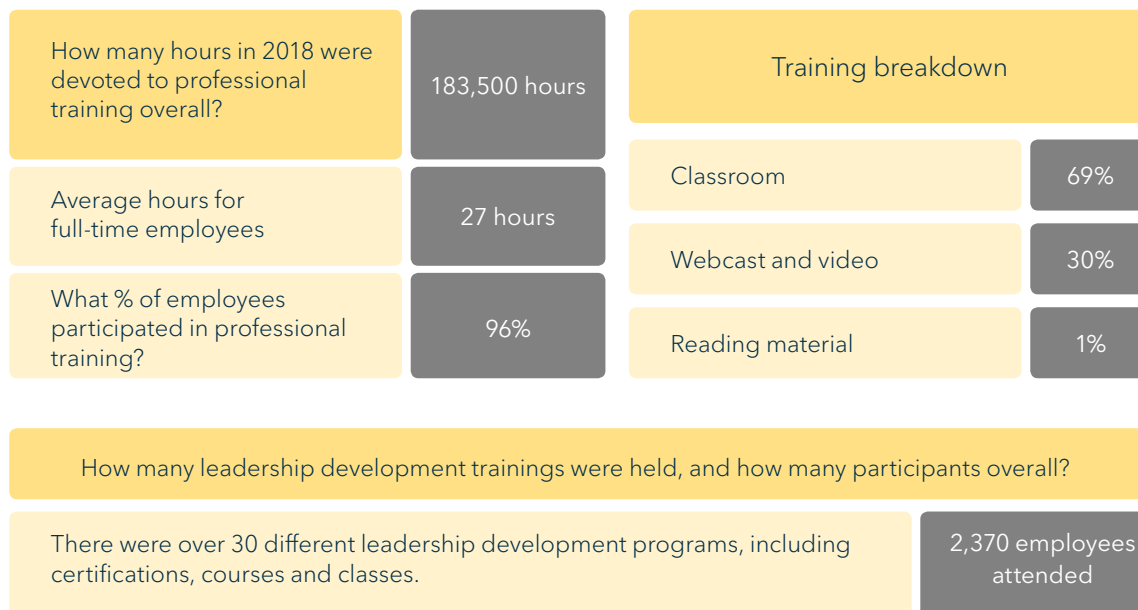 How many hours in 2018 were
devoted to professional
training overall?
183,500 hours
Average hours for
full-time employees
27 hours
What % of employees
participated in professional
training?
96%
Training breakdown
Classroom
69%
Webcast and video
30%
Reading material
1%
How many leadership development trainings were held, and how many participants overall?
There were over 30 different leadership development programs, including
certifications, courses and classes.
2,370 employees
attended